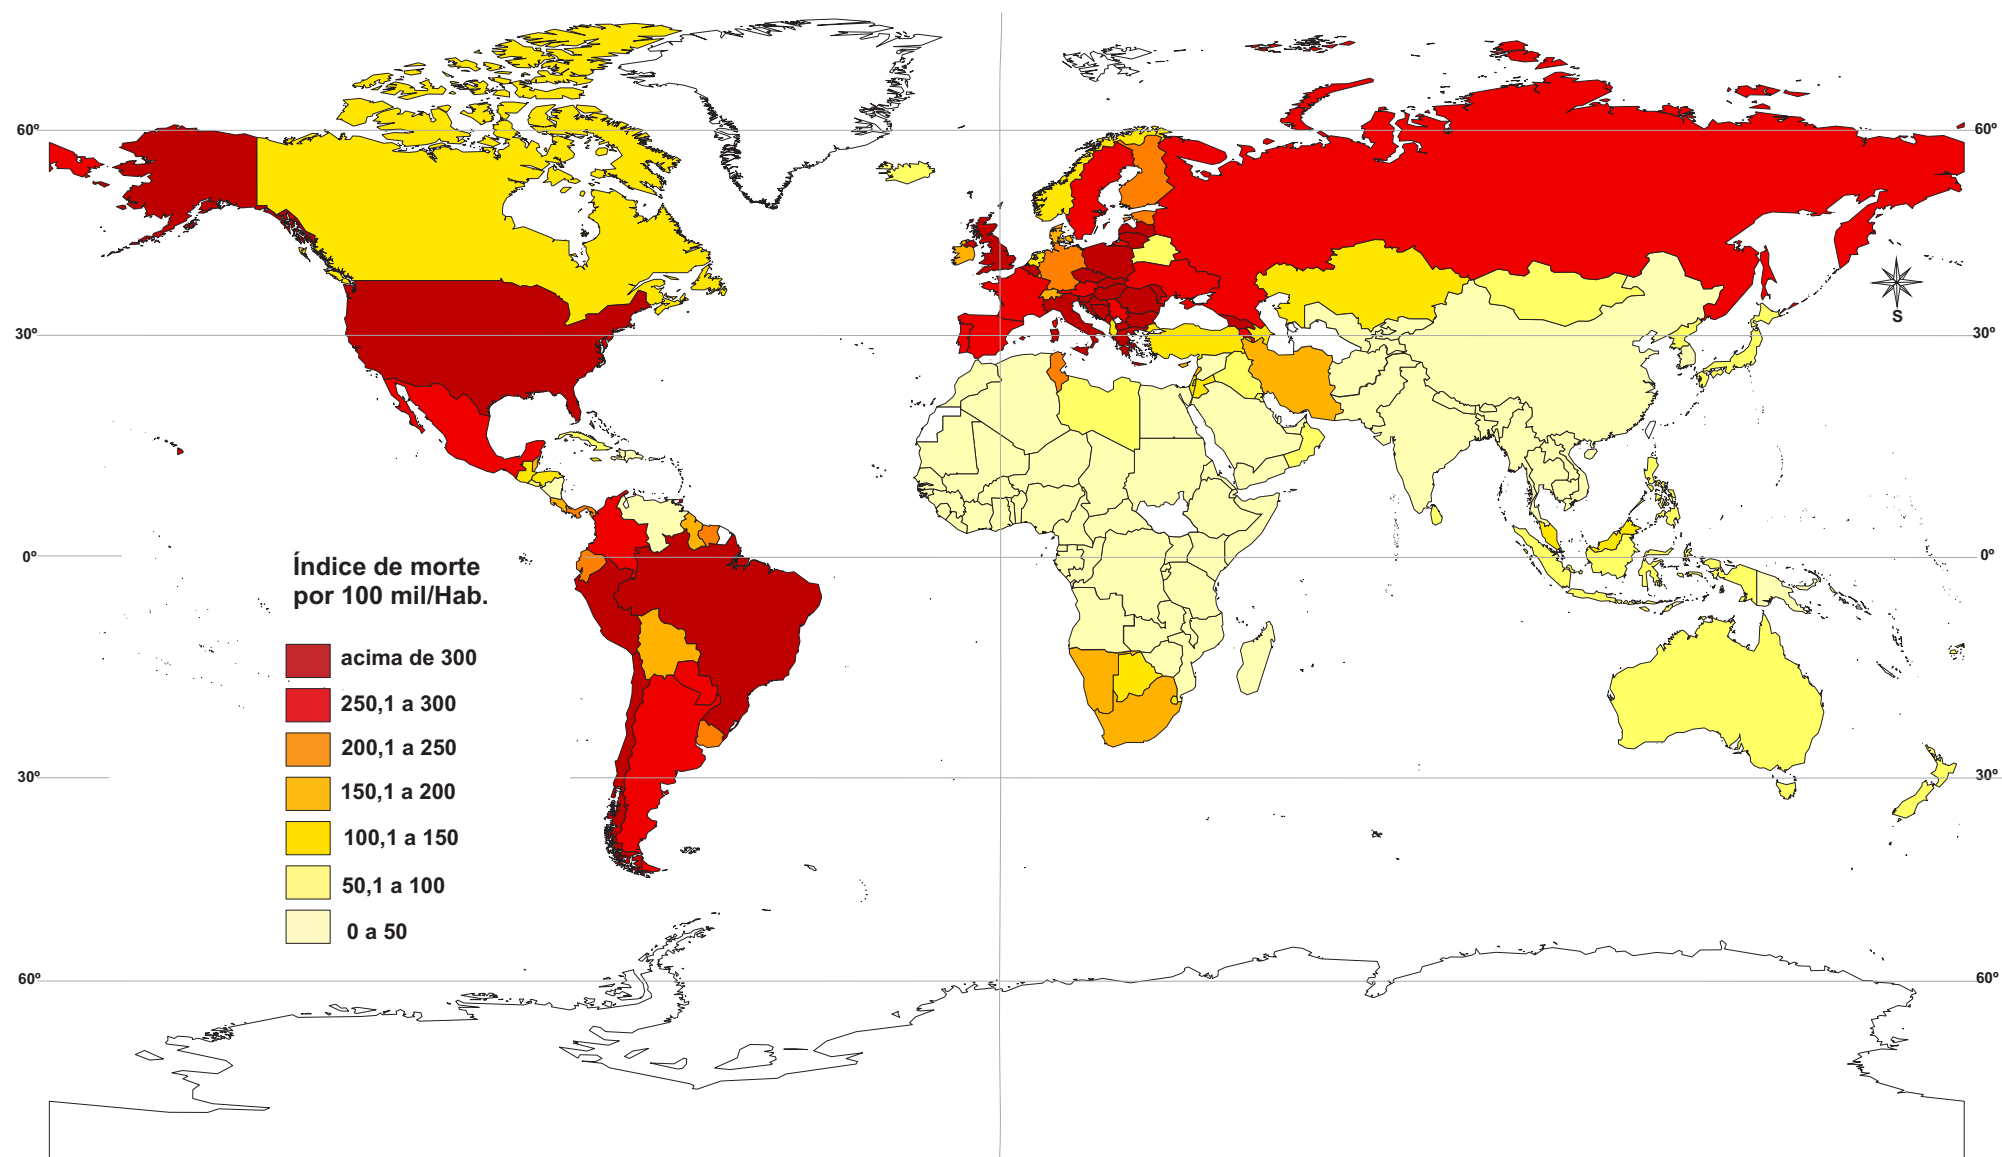 60º
60º
S
30º
30º
0º
0º
Índice de morte
por 100 mil/Hab.
acima de 300
250,1 a 300
200,1 a 250
150,1 a 200
100,1 a 150
50,1 a 100
0 a 50
30º
30º
60º
60º